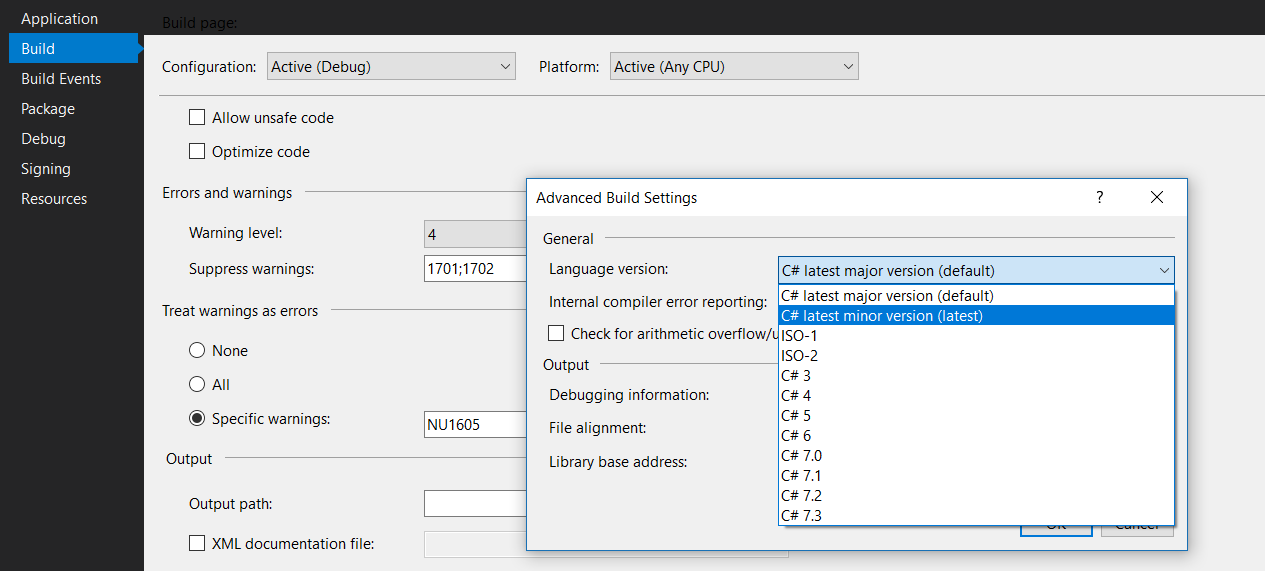 Application
Build
Build Events
Package
Debug
Signing
Resources
Build page:
Configuration: Active (Debug) Platform: Active (Any CPU)
Allow unsafe code
Optimize code
Errors and warnings
Warning level: 4
Suppress warnings: 1701;1702
Treat warnings as errors
None
All
Specific warnings: NU1605
Output
Output path:
XML documentation file:
Advanced Build Settings ?
General
Language version: C# latest major version (default)
C# latest major version (default)
C# latest minor version (latest)
ISO-1
ISO-2
C# 3
C# 4
C# 5
C# 6
C# 7.0
C# 7.1
C# 7.2
C# 7.3
Internal compiler error reporting:
Check for arithmetic overflow/u
Output
Debugging information:
File alignment:
Library base address:
OK Cancel